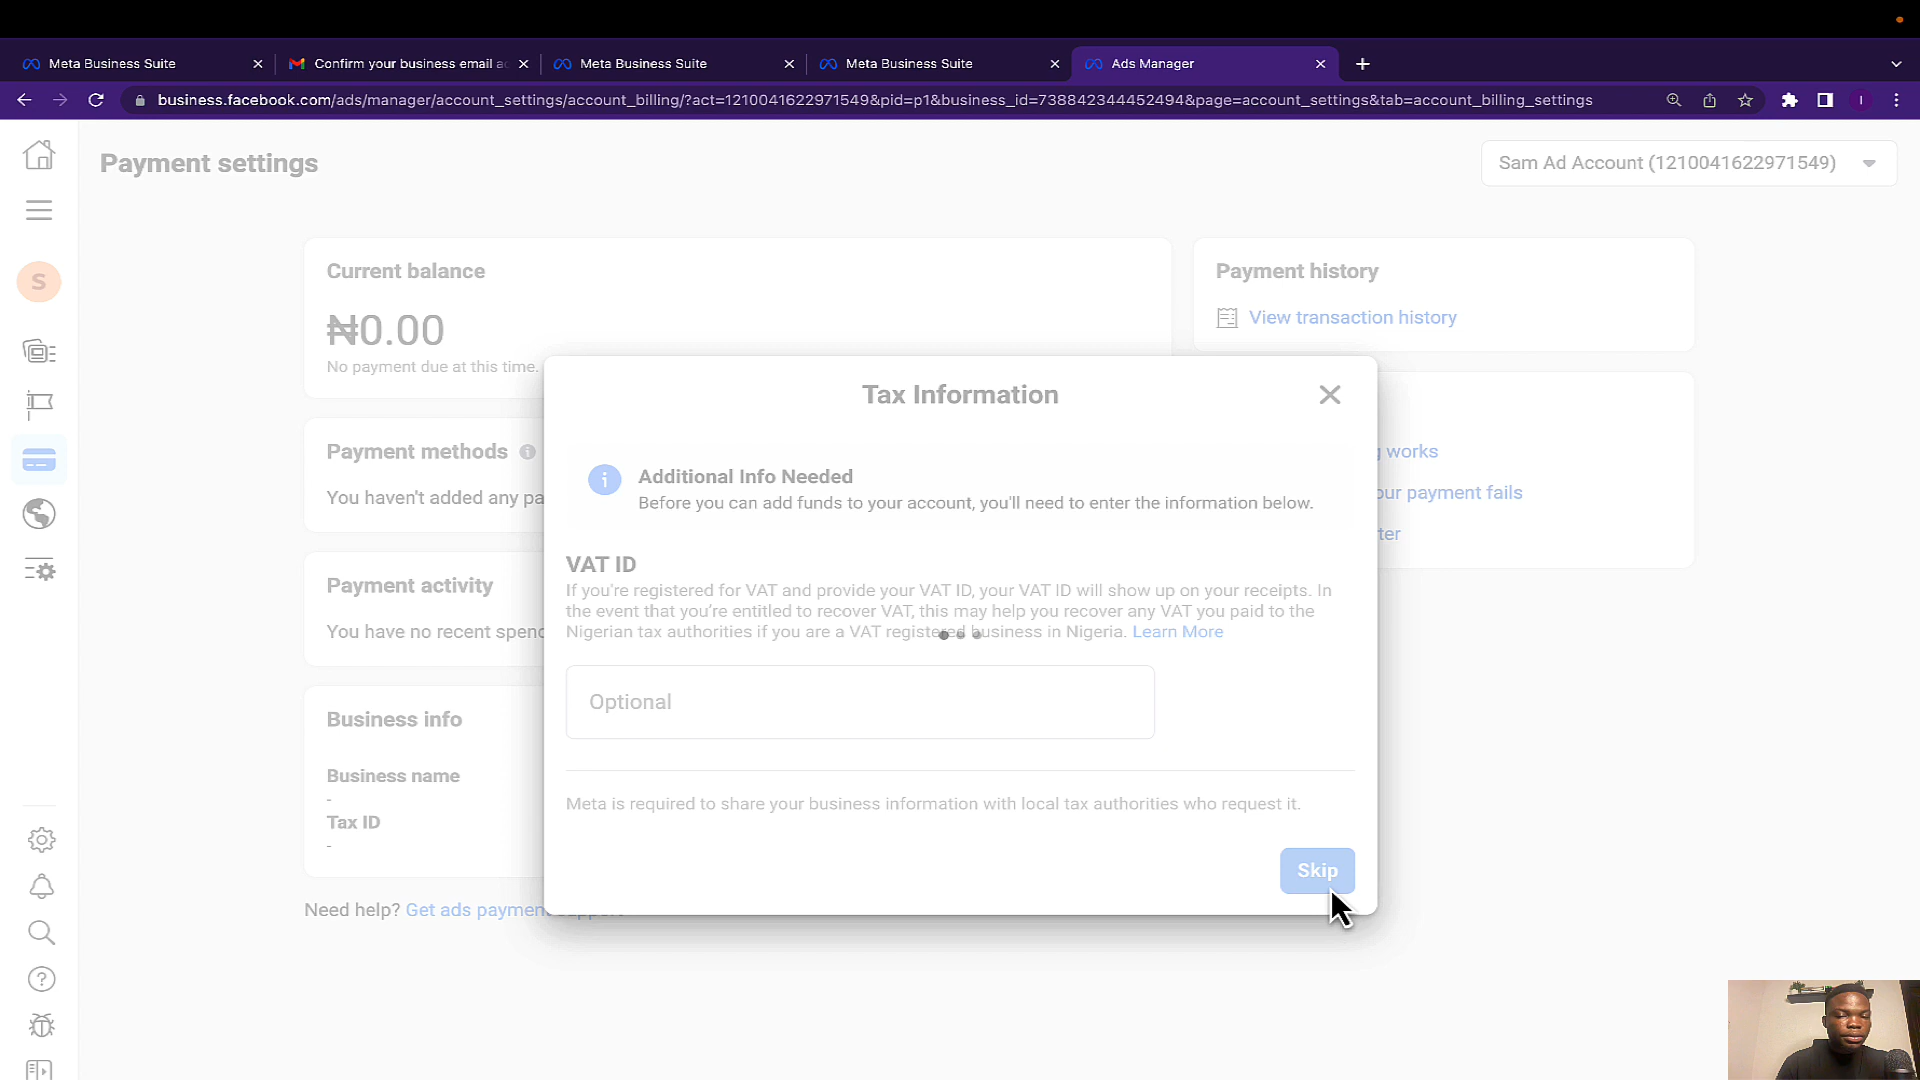 Meta Business Suite
Confirm your business email a
Meta Business Suite
Meta Business Suite
Ads Manager
business.facebook.com/ads/manager/account_settings/account_billing/?act=1210041622971549&pid=p1&business_id=738842344452494&page=account_settings&tab=account_billing_settings
I
Payment settings
Sam Ad Account (1210041622971549)
S
Current balance
₦0.00
No payment due at this time.
Payment history
View transaction history
Payment methods
You haven't added any pa
Payment activity
You have no recent spend
Business info
Business name
-
Tax ID
-
Need help? Get ads payment support
g works
our payment fails
ter
Tax Information
Additional Info Needed
Before you can add funds to your account, you'll need to enter the information below.
VAT ID
If you're registered for VAT and provide your VAT ID, your VAT ID will show up on your receipts. In
the event that you're entitled to recover VAT, this may help you recover any VAT you paid to the
Nigerian tax authorities if you are a VAT registered business in Nigeria. Learn More
Optional
Meta is required to share your business information with local tax authorities who request it.
Skip